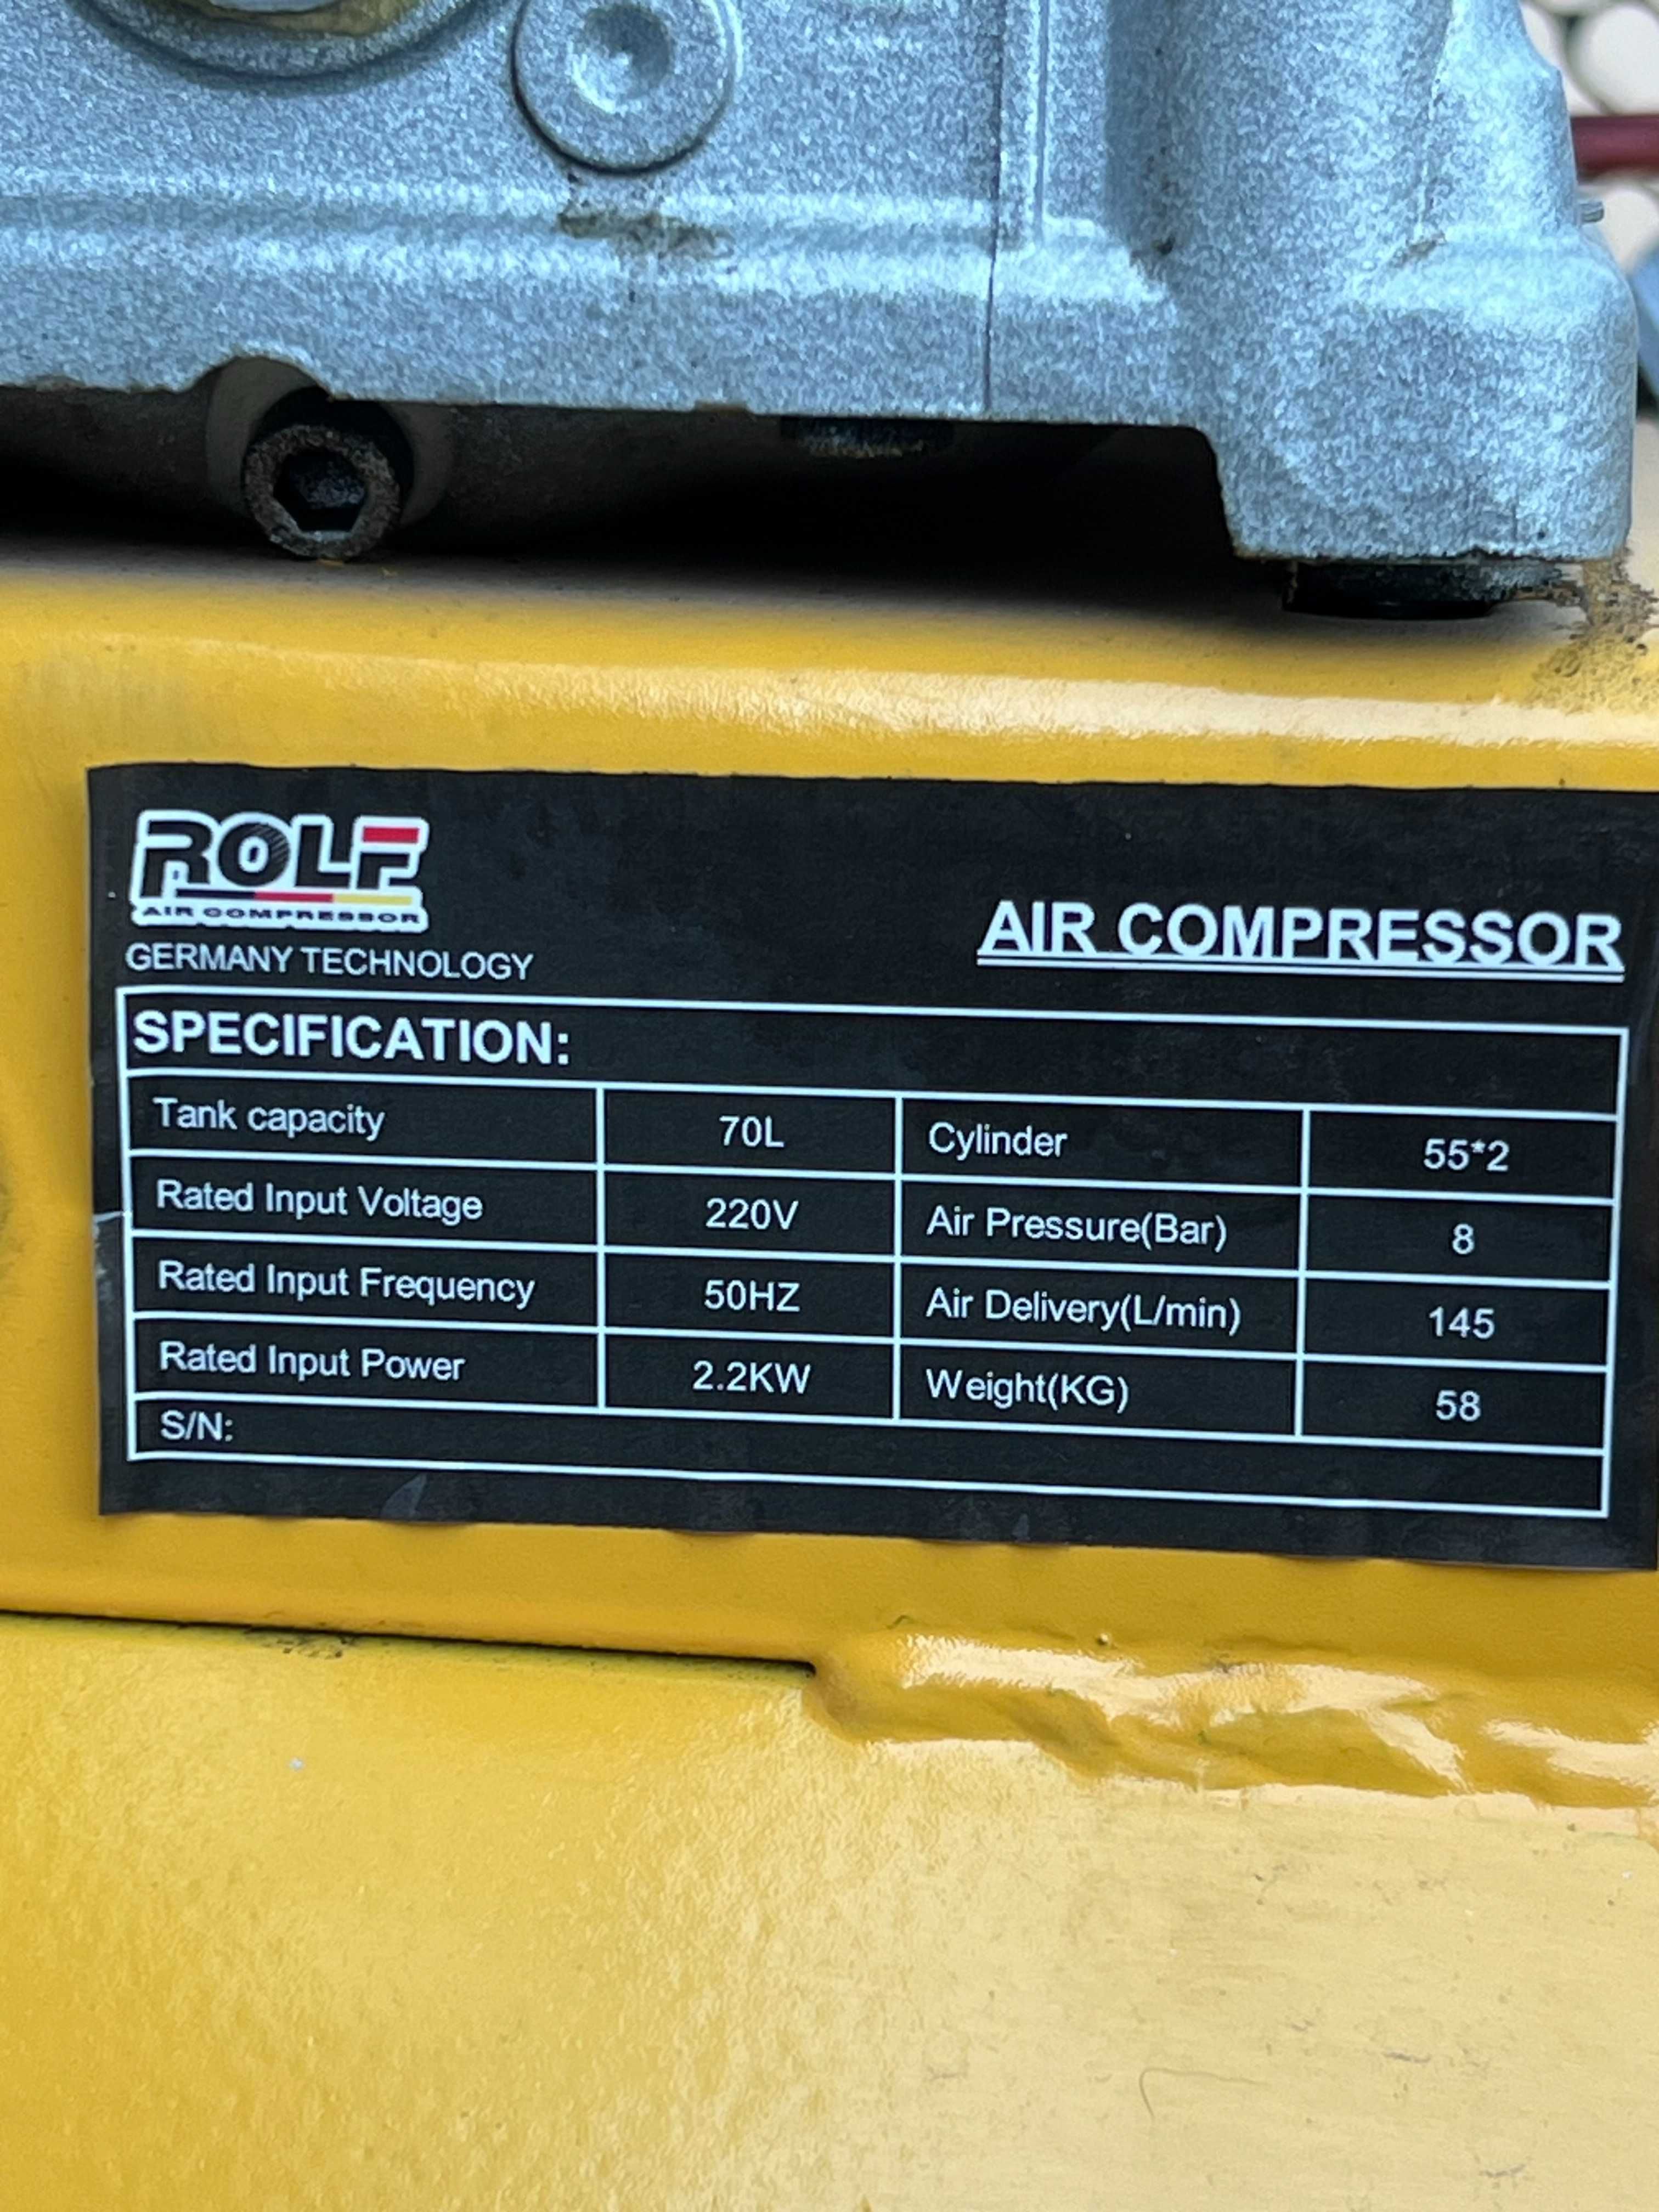 ROLF
AIR COMPRESSOR
GERMANY TECHNOLOGY
AIR COMPRESSOR
SPECIFICATION:
Tank capacity 70L Cylinder 55*2
Rated Input Voltage 220V Air Pressure(Bar) 8
Rated Input Frequency 50HZ Air Delivery(L/min) 145
Rated Input Power 2.2KW Weight(KG) 58
S/N: